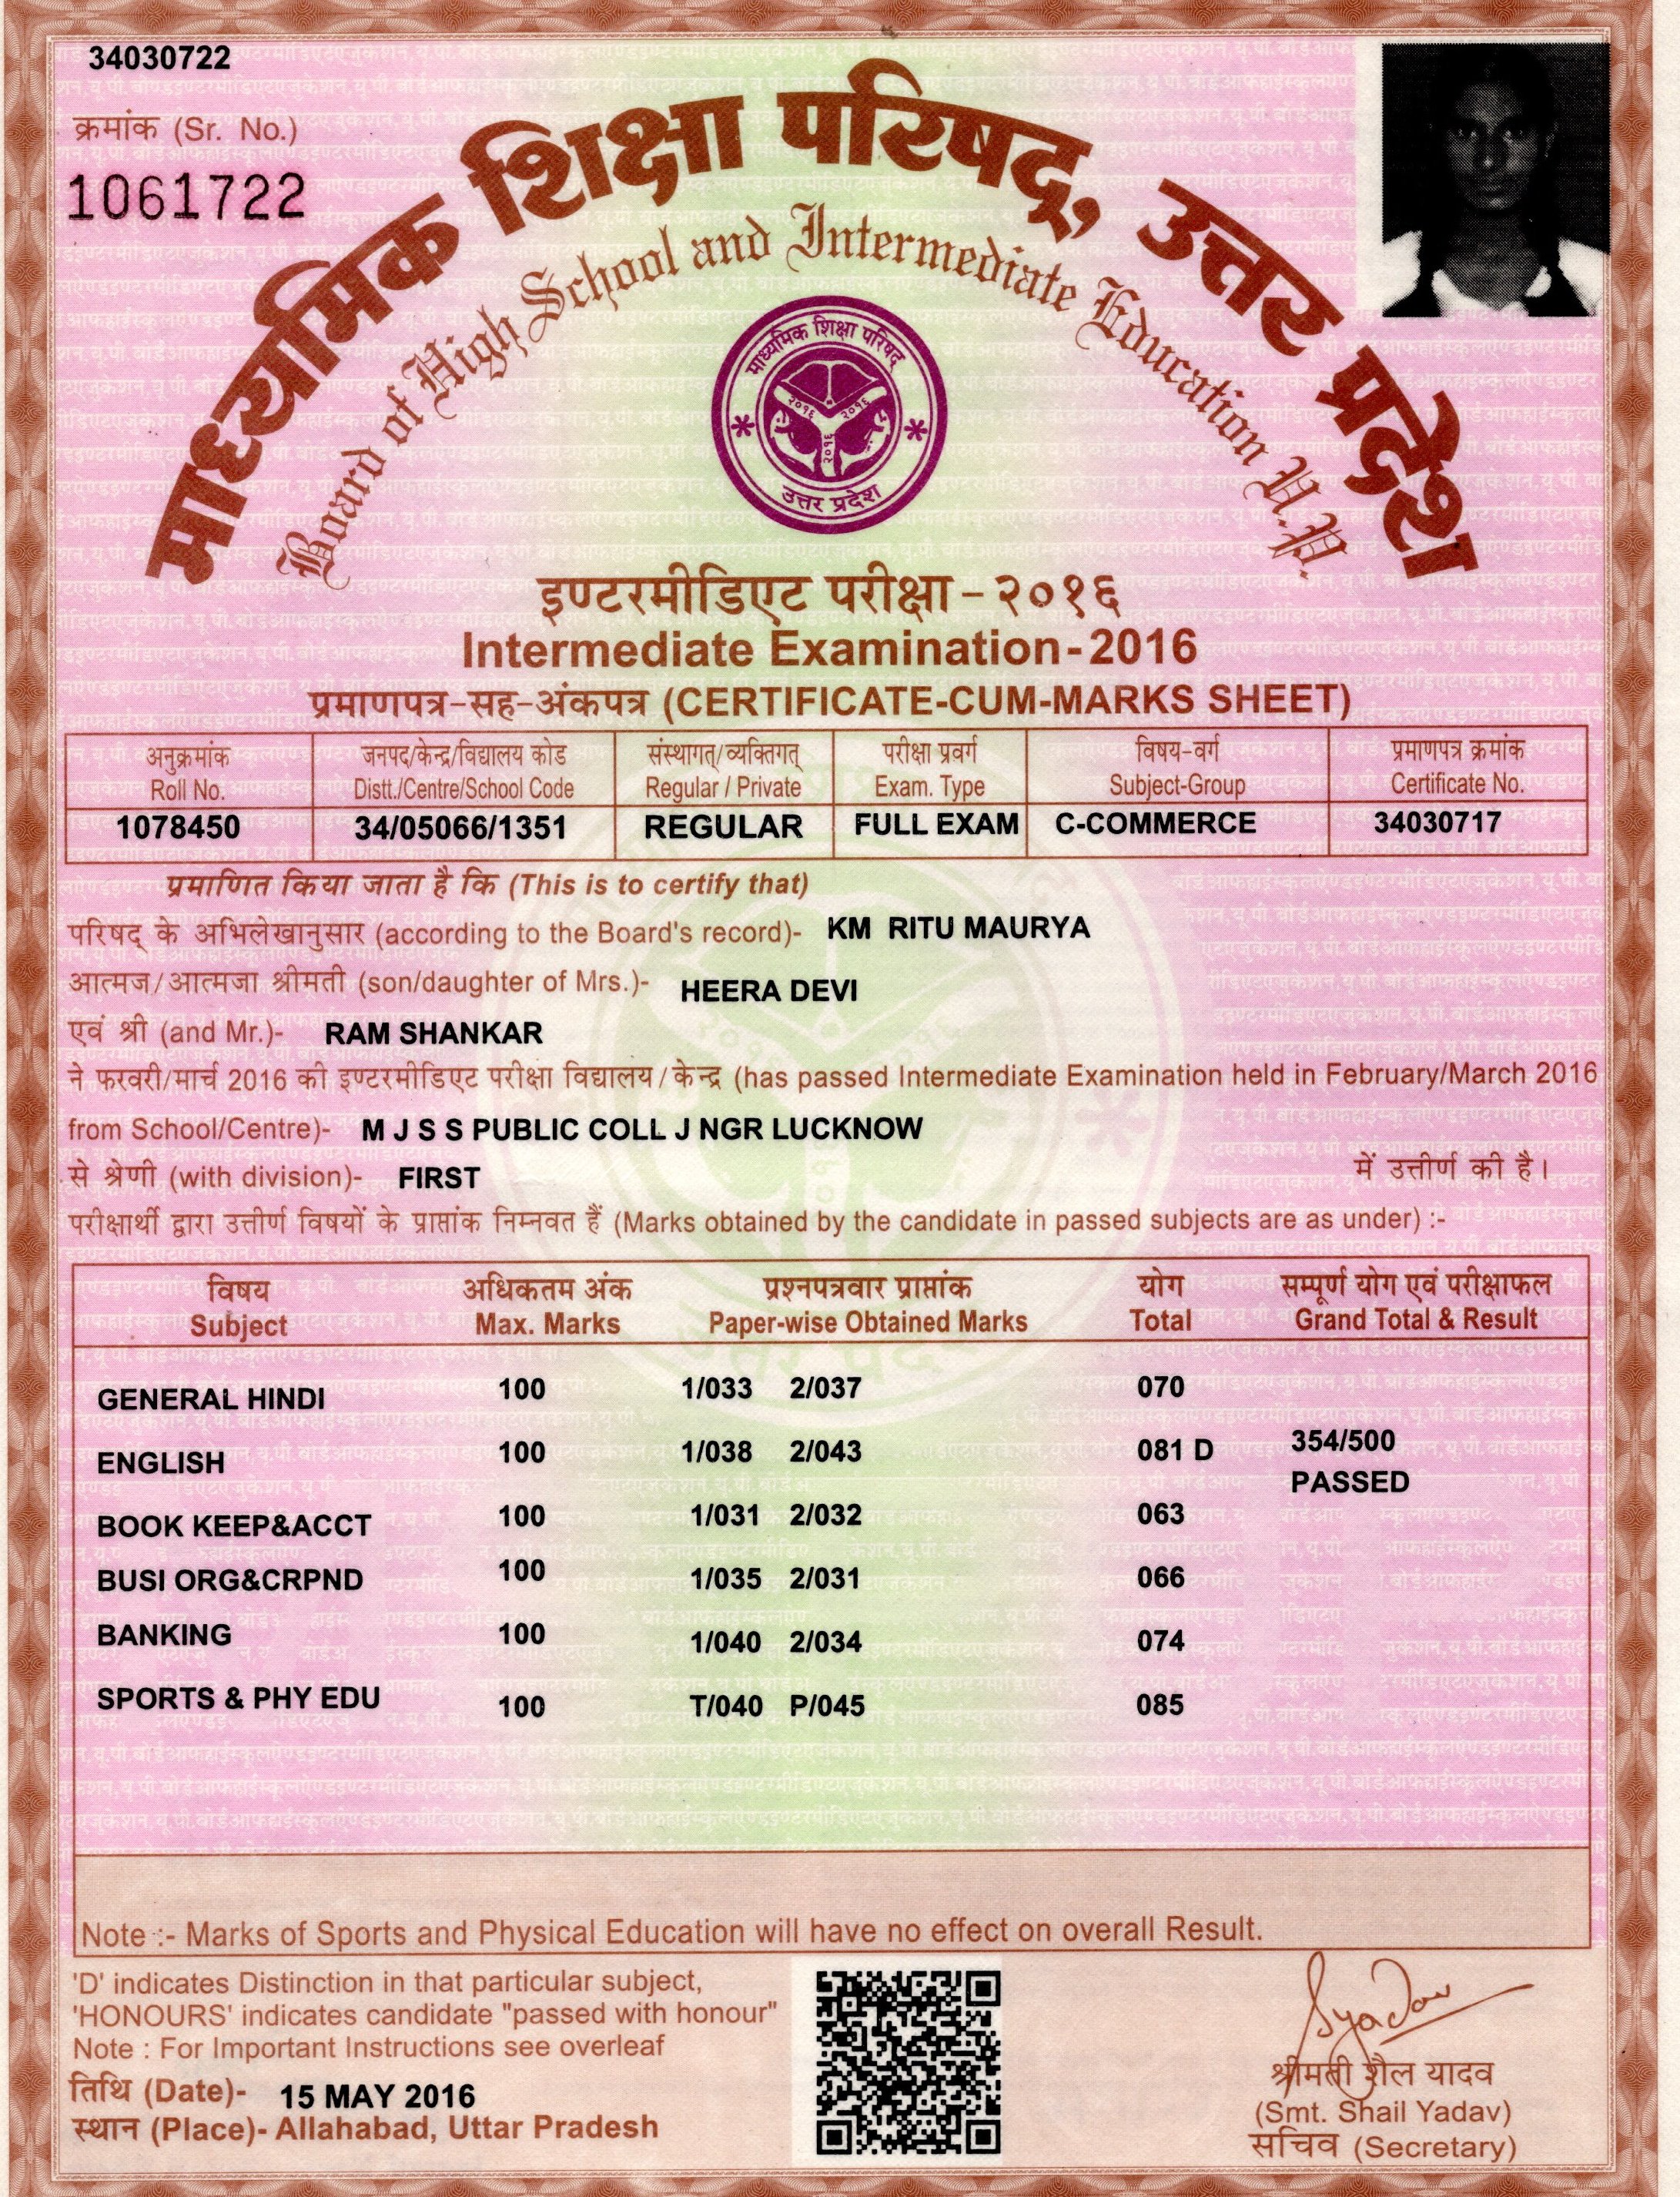 34030722
क्रमांक (Sr. No.)
1061722
माध्यमिक शिक्षा परिषद्, उत्तर प्रदेश
Board of High School and Intermediate Education U.P.
माध्यमिक शिक्षा परिषद्
२०१६ २०१६
२०१६
उत्तर प्रदेश
इण्टरमीडिएट परीक्षा - २०१६
Intermediate Examination - 2016
प्रमाणपत्र-सह-अंकपत्र (CERTIFICATE-CUM-MARKS SHEET)
अनुक्रमांक जनपद/केन्द्र/विद्यालय कोड संस्थागत्/व्यक्तिगत् परीक्षा प्रवर्ग विषय-वर्ग प्रमाणपत्र क्रमांक
Roll No. Distt./Centre/School Code Regular / Private Exam. Type Subject-Group Certificate No.
1078450 34/05066/1351 REGULAR FULL EXAM C-COMMERCE 34030717
प्रमाणित किया जाता है कि (This is to certify that)
परिषद् के अभिलेखानुसार (according to the Board's record)- KM RITU MAURYA
आत्मज/आत्मजा श्रीमती (son/daughter of Mrs.)- HEERA DEVI
एवं श्री (and Mr.)- RAM SHANKAR
ने फरवरी/मार्च 2016 की इण्टरमीडिएट परीक्षा विद्यालय/केन्द्र (has passed Intermediate Examination held in February/March 2016
from School/Centre)- M J S S PUBLIC COLL J NGR LUCKNOW
से श्रेणी (with division)- FIRST में उत्तीर्ण की है।
परीक्षार्थी द्वारा उत्तीर्ण विषयों के प्राप्तांक निम्नवत हैं (Marks obtained by the candidate in passed subjects are as under) :-
विषय अधिकतम अंक प्रश्नपत्रवार प्राप्तांक योग सम्पूर्ण योग एवं परीक्षाफल
Subject Max. Marks Paper-wise Obtained Marks Total Grand Total & Result
GENERAL HINDI 100 1/033 2/037 070
ENGLISH 100 1/038 2/043 081 D 354/500
PASSED
BOOK KEEP&ACCT 100 1/031 2/032 063
BUSI ORG&CRPND 100 1/035 2/031 066
BANKING 100 1/040 2/034 074
SPORTS & PHY EDU 100 T/040 P/045 085
Note :- Marks of Sports and Physical Education will have no effect on overall Result.
'D' indicates Distinction in that particular subject,
'HONOURS' indicates candidate "passed with honour"
Note : For Important Instructions see overleaf
तिथि (Date)- 15 MAY 2016
स्थान (Place)- Allahabad, Uttar Pradesh
Syadav
श्रीमती शैल यादव
(Smt. Shail Yadav)
सचिव (Secretary)